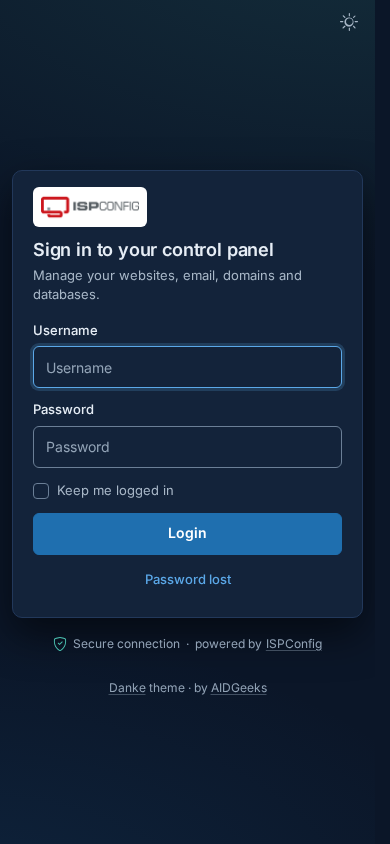 ISPCONFIG
Sign in to your control panel
Manage your websites, email, domains and
databases.
Username
Username
Password
Password
Keep me logged in
Login
Password lost
Secure connection · powered by ISPConfig
Danke theme · by AIDGeeks